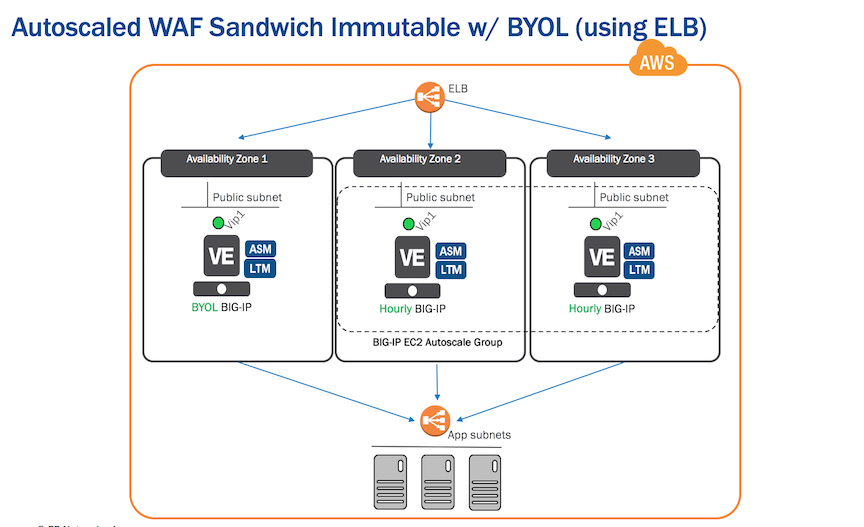 Autoscaled WAF Sandwich Immutable w/ BYOL (using ELB)
AWS
ELB
Availability Zone 1
Availability Zone 2
Availability Zone 3
Public subnet
Public subnet
Public subnet
Vip1
Vip1
Vip1
VE
ASM
LTM
VE
ASM
LTM
VE
ASM
LTM
BYOL BIG-IP
Hourly BIG-IP
Hourly BIG-IP
BIG-IP EC2 Autoscale Group
App subnets